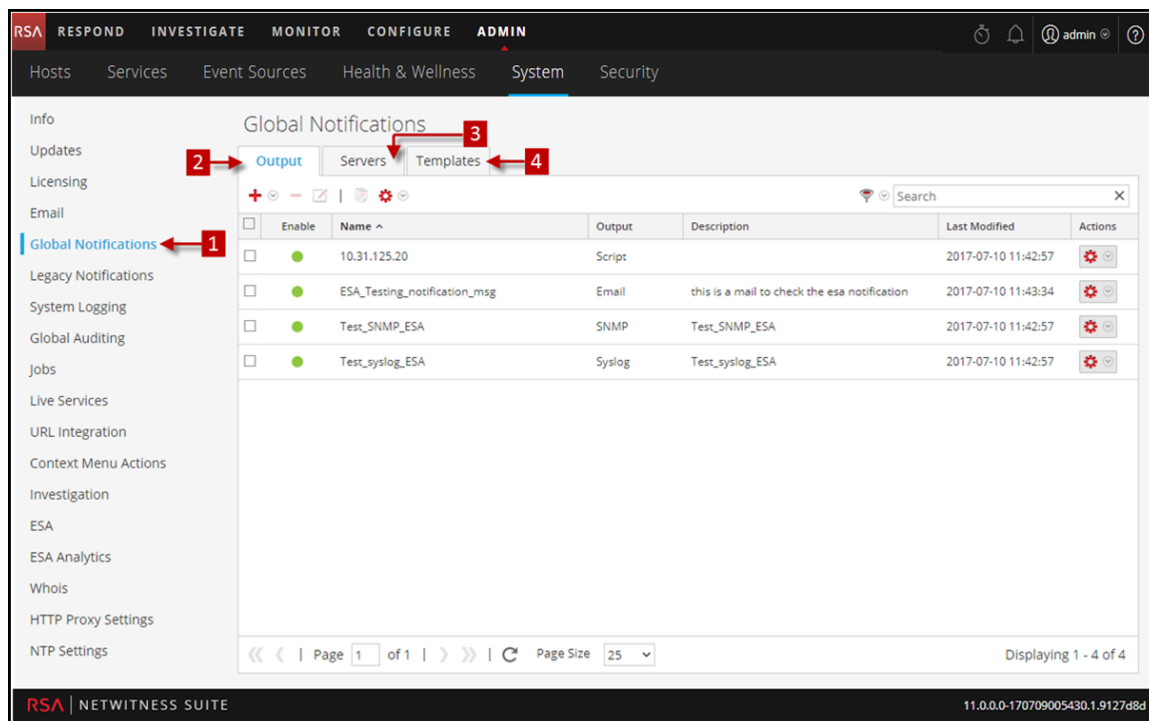 RSA RESPOND INVESTIGATE MONITOR CONFIGURE ADMIN admin ?
Hosts Services Event Sources Health & Wellness System Security
Info
Updates
Licensing
Email
Global Notifications 1
Legacy Notifications
System Logging
Global Auditing
Jobs
Live Services
URL Integration
Context Menu Actions
Investigation
ESA
ESA Analytics
Whois
HTTP Proxy Settings
NTP Settings
Global Notifications
3
2 Output Servers Templates 4
Search
Enable Name Output Description Last Modified Actions
10.31.125.20 Script 2017-07-10 11:42:57
ESA_Testing_notification_msg Email this is a mail to check the esa notification 2017-07-10 11:43:34
Test_SNMP_ESA SNMP Test_SNMP_ESA 2017-07-10 11:42:57
Test_syslog_ESA Syslog Test_syslog_ESA 2017-07-10 11:42:57
Page 1 of 1 Page Size 25 Displaying 1 - 4 of 4
RSA NETWITNESS SUITE 11.0.0.0-170709005430.1.9127d8d